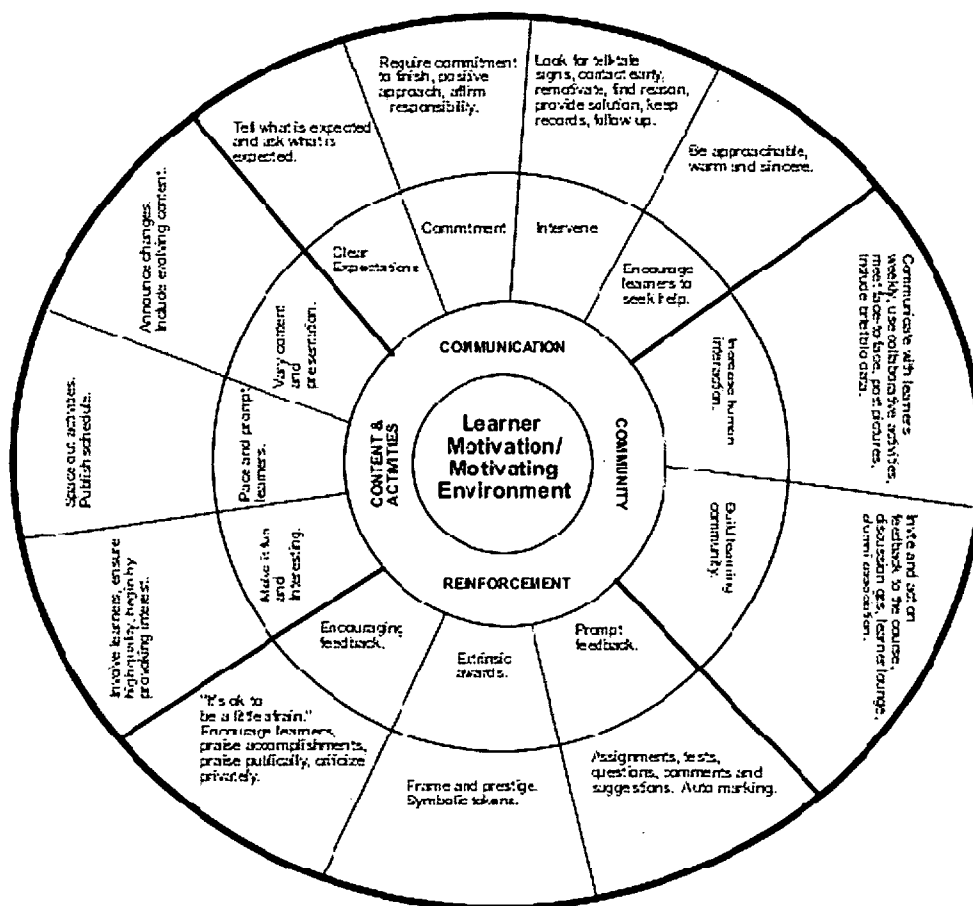 Require commitment
to finish, positive
approach, affirm
responsibility.
Look for telltale
signs, contact early,
remotivate, find reason,
provide solution, keep
records, follow up.
Tell what is expected
and ask what is
expected.
Be approachable,
warm and sincere.
Announce changes.
Include evolving content.
Clear
Expectations
Commitment
Intervene
Encourage
learners to
seek help.
Communicate with learners
weekly, use collaborative activities,
meet face-to-face, post pictures,
include
data.
Vary content
and
presentation.
Increase human
interaction.
COMMUNICATION
Space out activities.
Publish schedule.
Pace and prompt
learners.
CONTENT &
ACTIVITIES
Learner
Motivation/
Motivating
Environment
COMMUNITY
Build learning
community.
Invite and act on
feedback to the course,
discussion gps, learner lounge,
alumni association.
Involve learners, ensure
high quality, begin by
provoking interest.
Make it fun
and
interesting.
REINFORCEMENT
Encouraging
feedback.
Extrinsic
awards.
Prompt
feedback.
"It's ok to
be a
Encourage learners,
praise accomplishments,
praise publically, criticize
privately.
Frame and prestige.
Symbolic tokens.
Assignments, tests,
questions, comments and
suggestions. Auto marking.